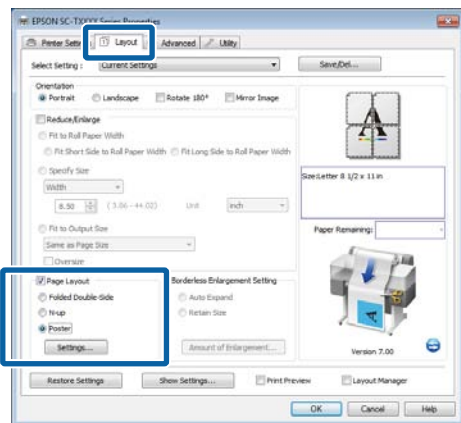 EPSON SC-TXXXX Series Properties
Printer Settings Layout Advanced Utility
Select Setting : Current Settings Save/Del...
Orientation
Portrait Landscape Rotate 180° Mirror Image
Reduce/Enlarge
Fit to Roll Paper Width
Fit Short Side to Roll Paper Width Fit Long Side to Roll Paper Width
Specify Size
Width
8.50 (3.06 - 44.02) Unit inch
Fit to Output Size
Same as Page Size
Oversize
A
Size:Letter 8 1/2 x 11 in
Paper Remaining:
Page Layout Borderless Enlargement Setting
Folded Double-Side Auto Expand
N-up Retain Size
Poster
Settings... Amount of Enlargement...
Version 7.00
Restore Settings Show Settings... Print Preview Layout Manager
OK Cancel Help